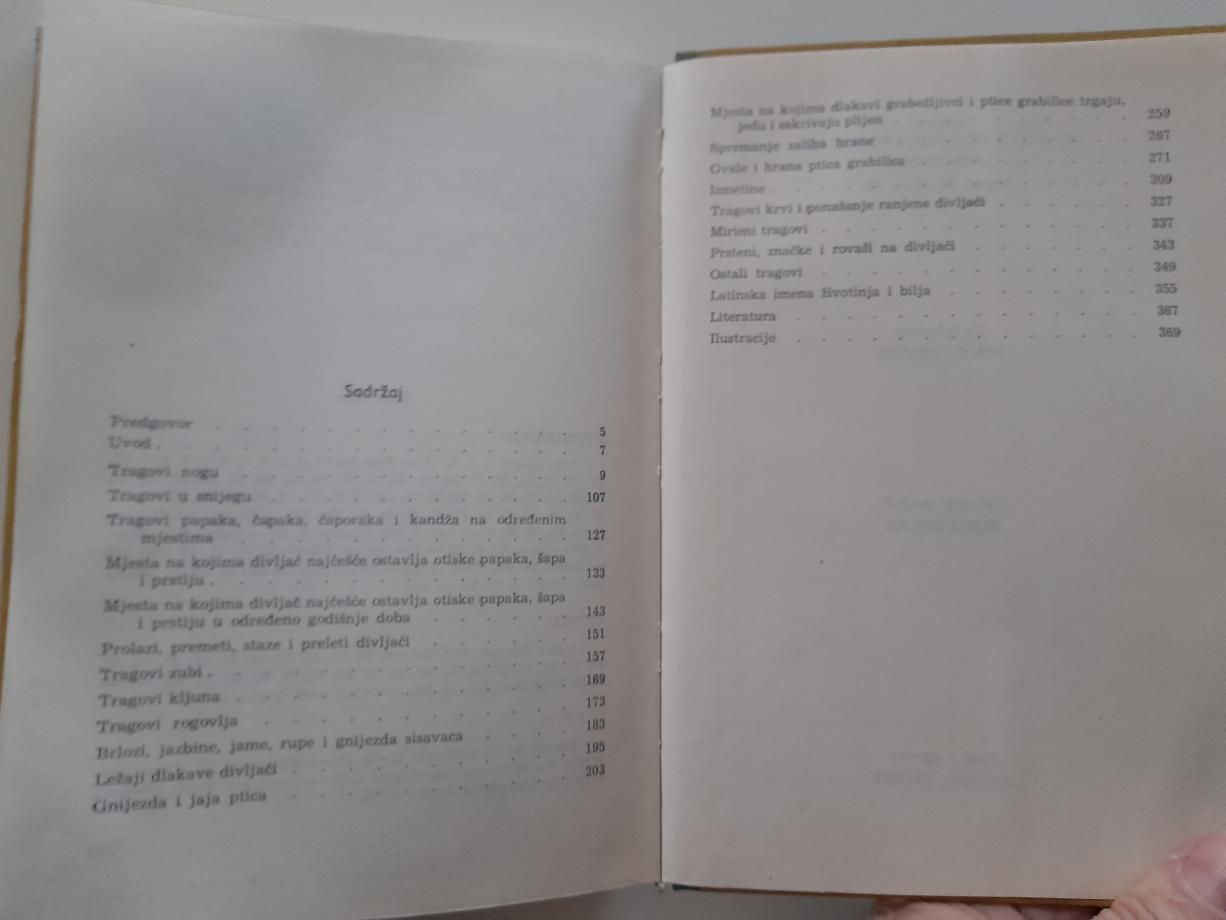 Sadržaj
Predgovor . . . . . . . . . . . . . . 5
Uvod . . . . . . . . . . . . . . . . 7
Tragovi nogu . . . . . . . . . . . . . 9
Tragovi u snijegu . . . . . . . . . . . . 107
Tragovi papaka, čapaka, čaporaka i kandža na određenim
mjestima . . . . . . . . . . . . . 127
Mjesta na kojima divljač najčešće ostavlja otiske papaka, šapa
i prstiju . . . . . . . . . . . . . . 133
Mjesta na kojima divljač najčešće ostavlja otiske papaka, šapa
i prstiju u određeno godišnje doba . . . . . . 143
Prolazi, premeti, staze i preleti divljači . . . . . . 151
Tragovi zubi . . . . . . . . . . . . . . 157
Tragovi kljuna . . . . . . . . . . . . . 169
Tragovi rogovlja . . . . . . . . . . . . 173
Brlozi, jazbine, jame, rupe i gnijezda sisavaca . . . . 183
Ležaji dlakave divljači . . . . . . . . . . . 195
Gnijezda i jaja ptica . . . . . . . . . . . 203
Mjesta na kojima dlakavi grabežljivci i ptice grabilice trgaju,
jedu i sakrivaju plijen . . . . . . . . . 259
Spremanje zaliha hrane . . . . . . . . . . 267
Gvale i hrana ptica grabilica . . . . . . . . . 271
Izmetine . . . . . . . . . . . . . . . 309
Tragovi krvi i ponašanje ranjene divljači . . . . . . 327
Mirisni tragovi . . . . . . . . . . . . . 337
Prsteni, značke i rovaši na divljači . . . . . . . 343
Ostali tragovi . . . . . . . . . . . . . 349
Latinska imena životinja i bilja . . . . . . . . 355
Literatura . . . . . . . . . . . . . . 367
Ilustracije . . . . . . . . . . . . . . 369